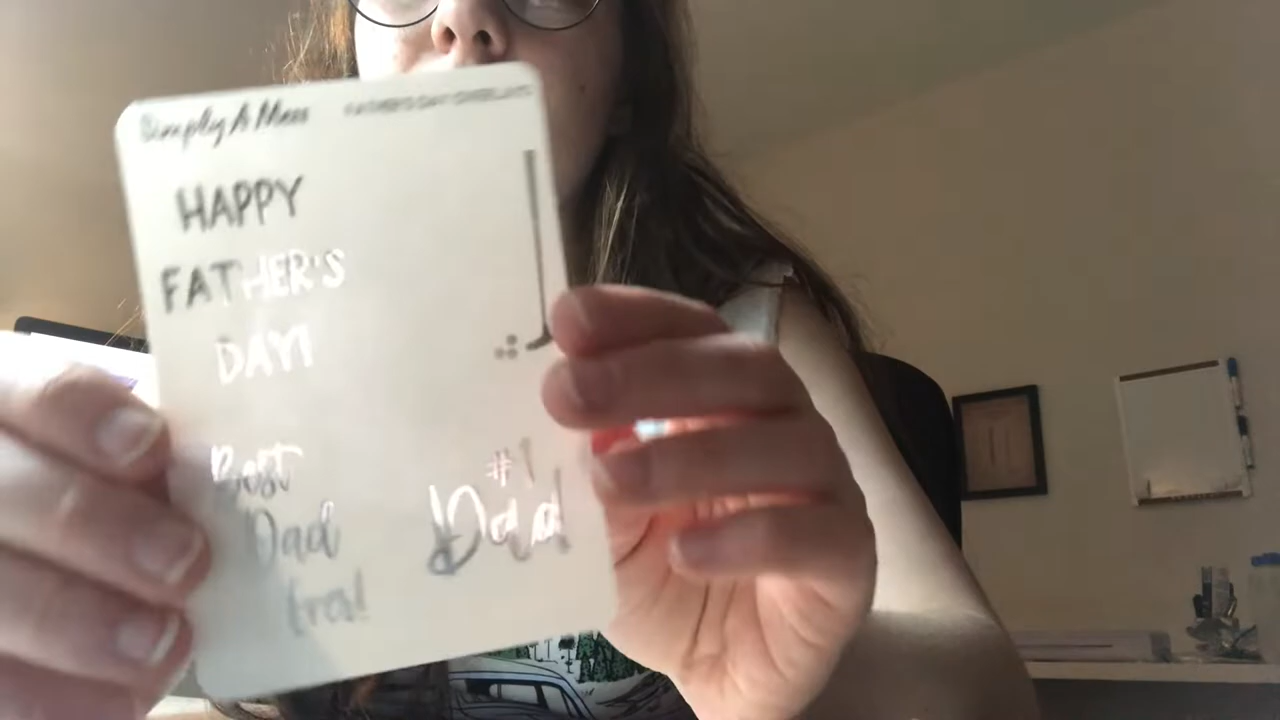 Simply A Mess
FATHER'S DAY OVERLAYS
HAPPY
FATHER'S
DAY!
Best
Dad
Ever!
#1
Dad